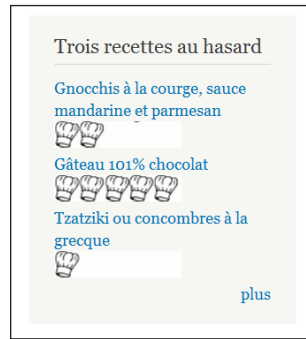 Trois recettes au hasard
Gnocchis à la courge, sauce
mandarine et parmesan
Gâteau 101% chocolat
Tzatziki ou concombres à la
grecque
plus